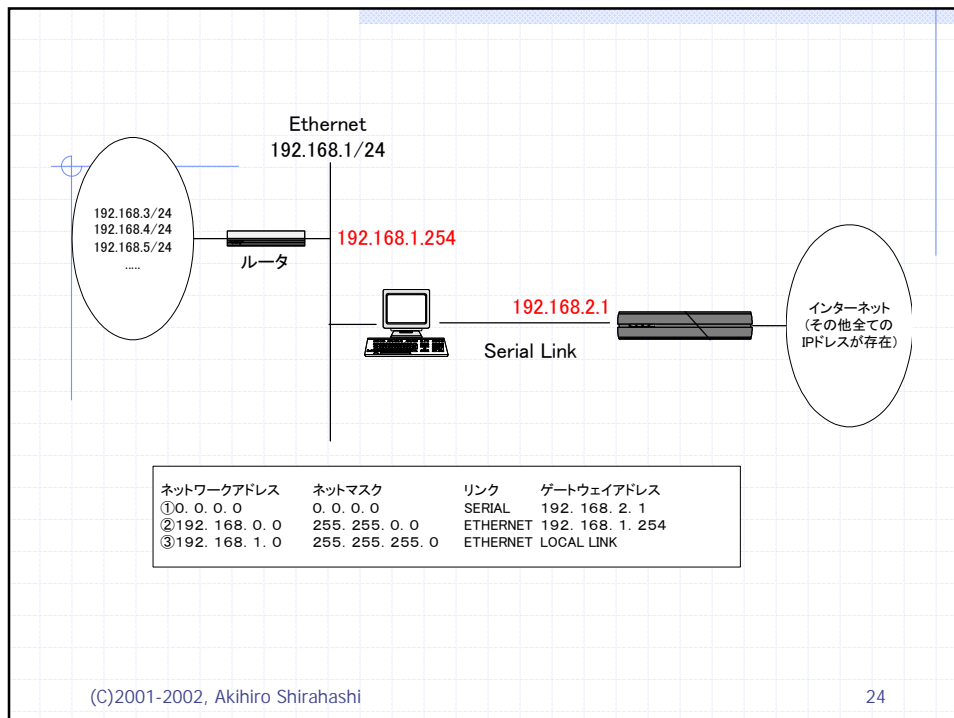 Ethernet
192.168.1/24
192.168.3/24
192.168.4/24
192.168.5/24
.....
ルータ
192.168.1.254
192.168.2.1
Serial Link
インターネット
(その他全ての
IPドレスが存在)
ネットワークアドレス ネットマスク リンク ゲートウェイアドレス
①0. 0. 0. 0 0. 0. 0. 0 SERIAL 192. 168. 2. 1
②192. 168. 0. 0 255. 255. 0. 0 ETHERNET 192. 168. 1. 254
③192. 168. 1. 0 255. 255. 255. 0 ETHERNET LOCAL LINK
(C)2001-2002, Akihiro Shirahashi 24